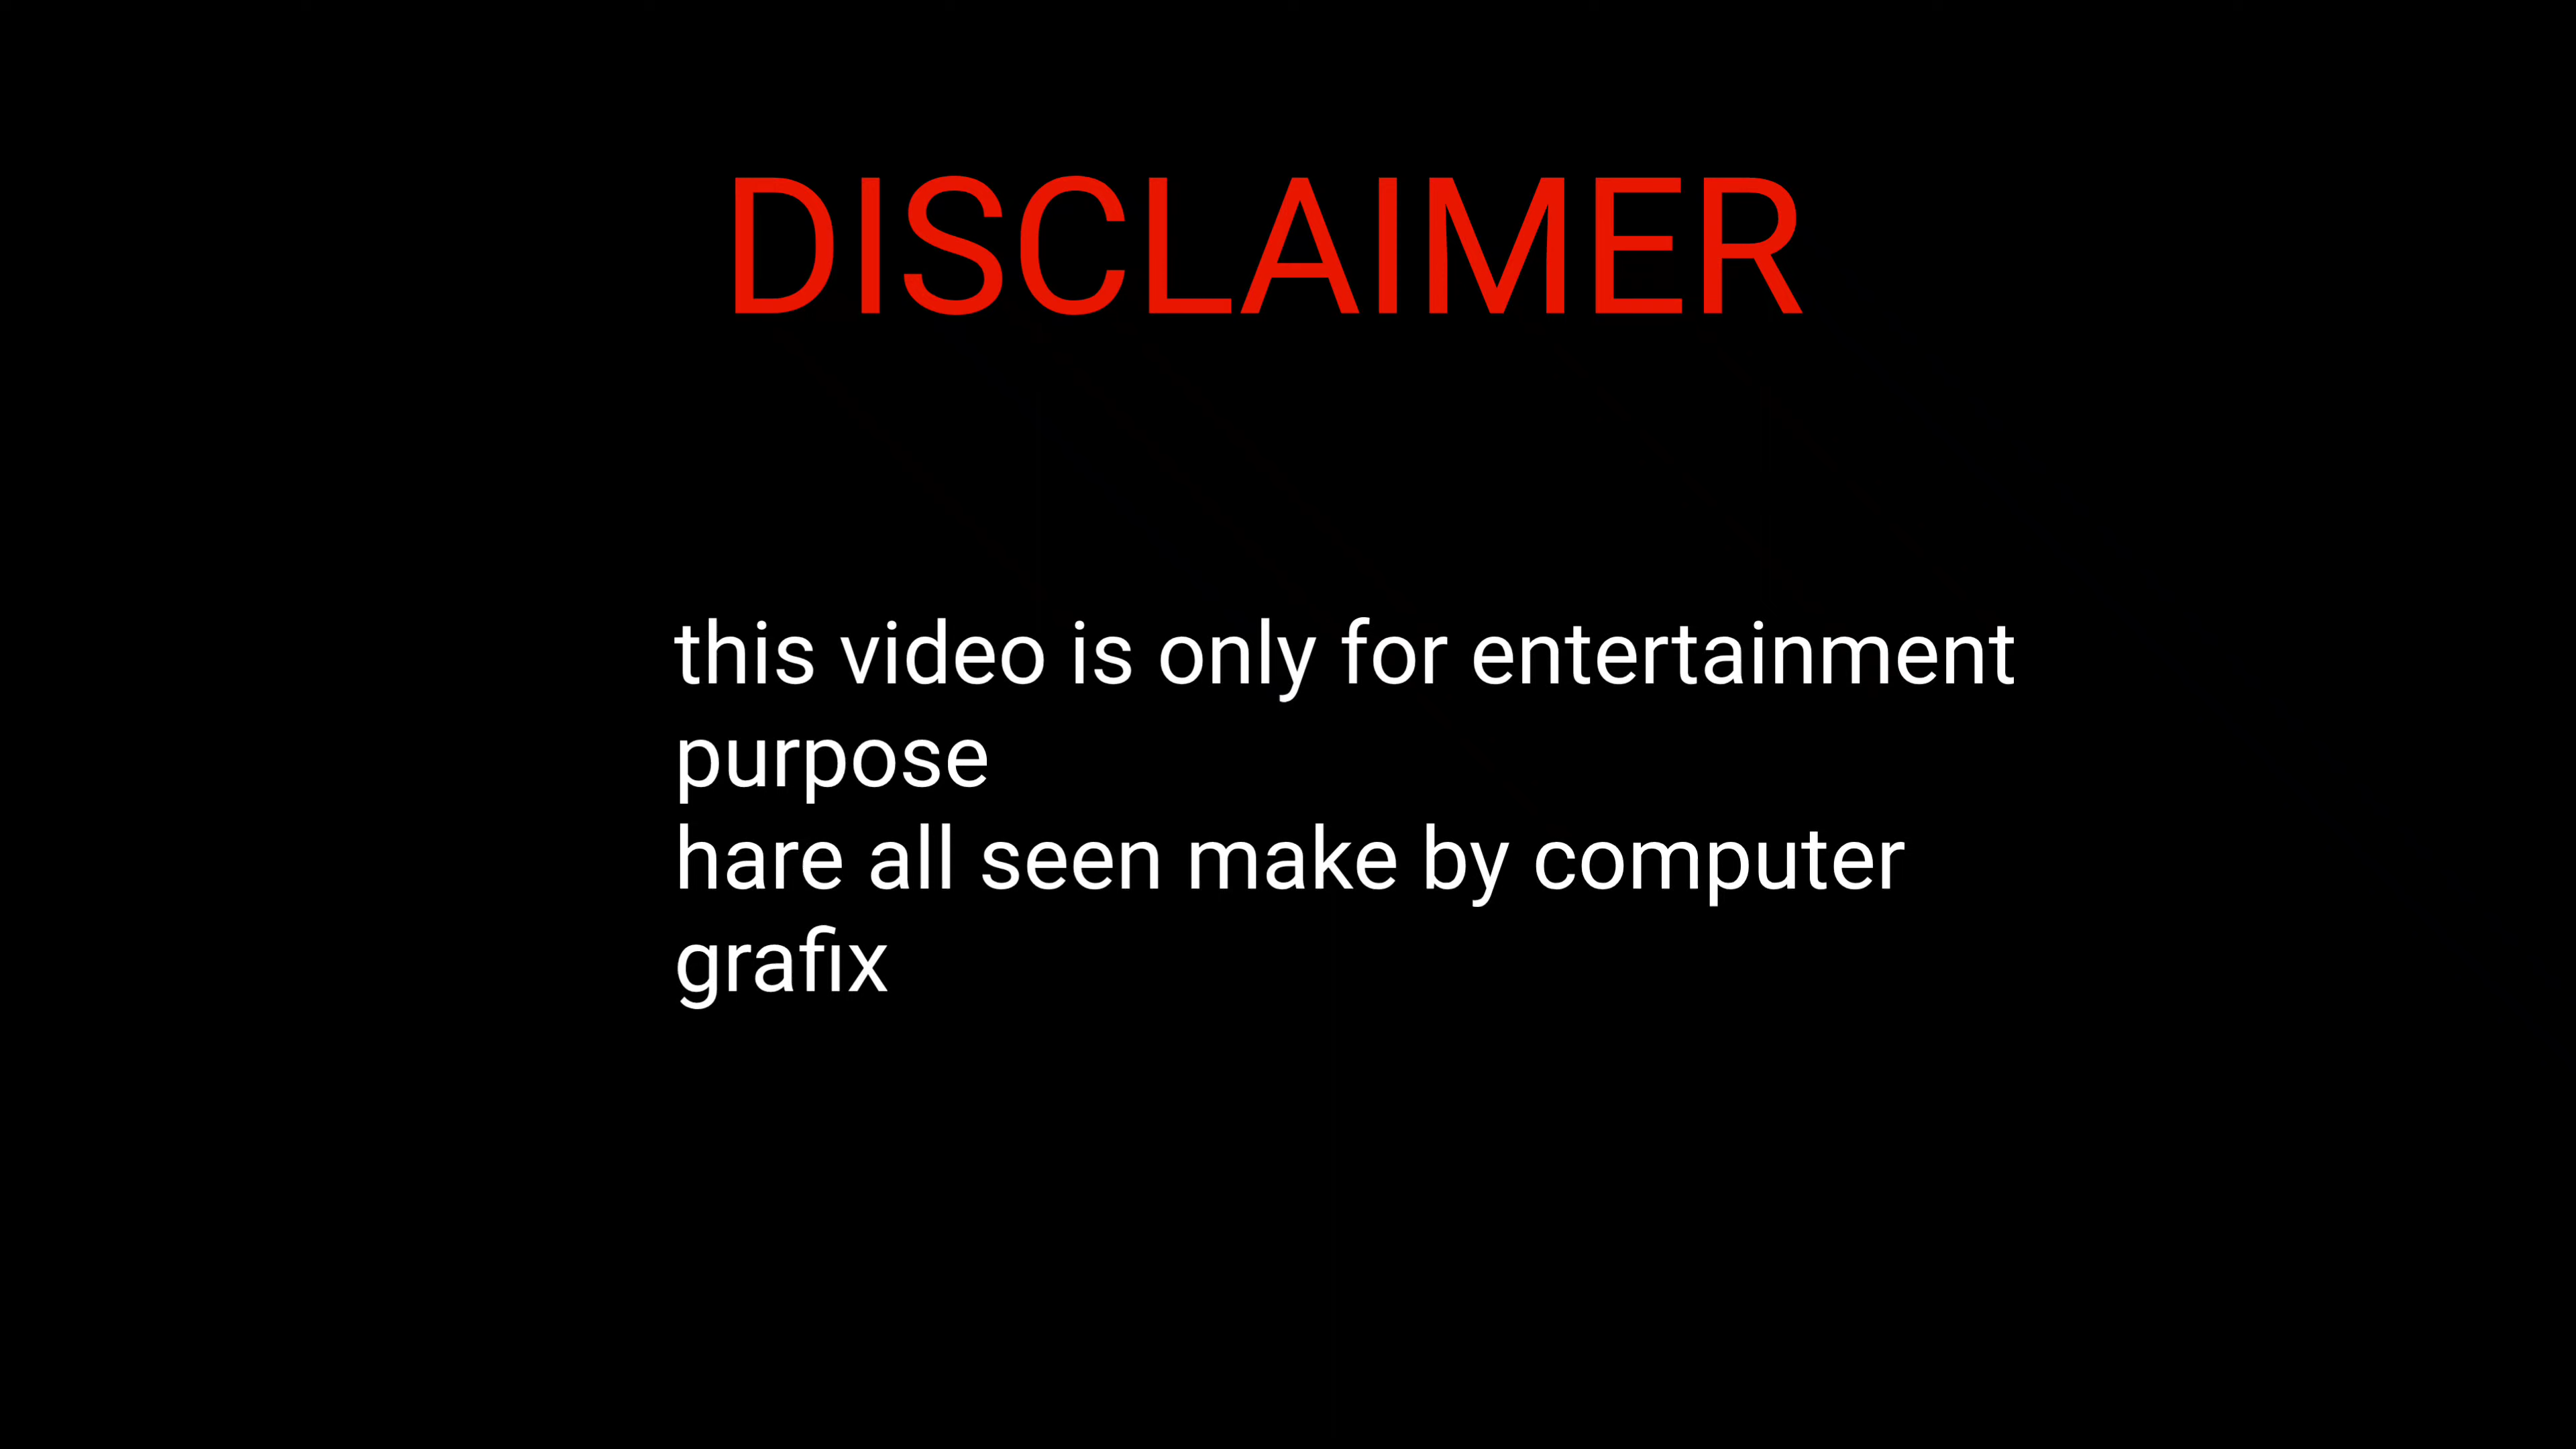 DISCLAIMER
this video is only for entertainment
purpose
hare all seen make by computer
grafix